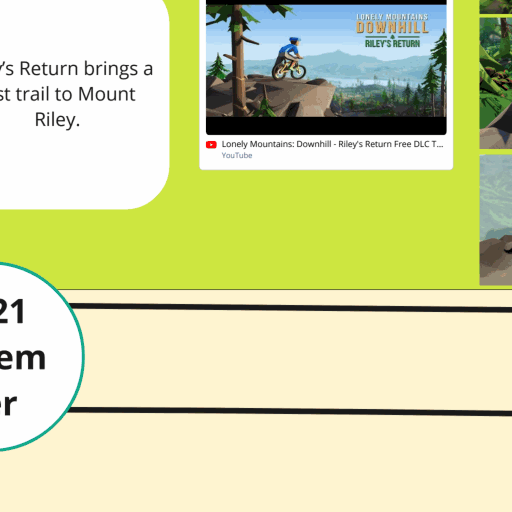 y's Return brings a
st trail to Mount
Riley.
LONELY MOUNTAINS
DOWNHILL
&
RILEY'S RETURN
Lonely Mountains: Downhill - Riley's Return Free DLC T...
YouTube
21
em
er